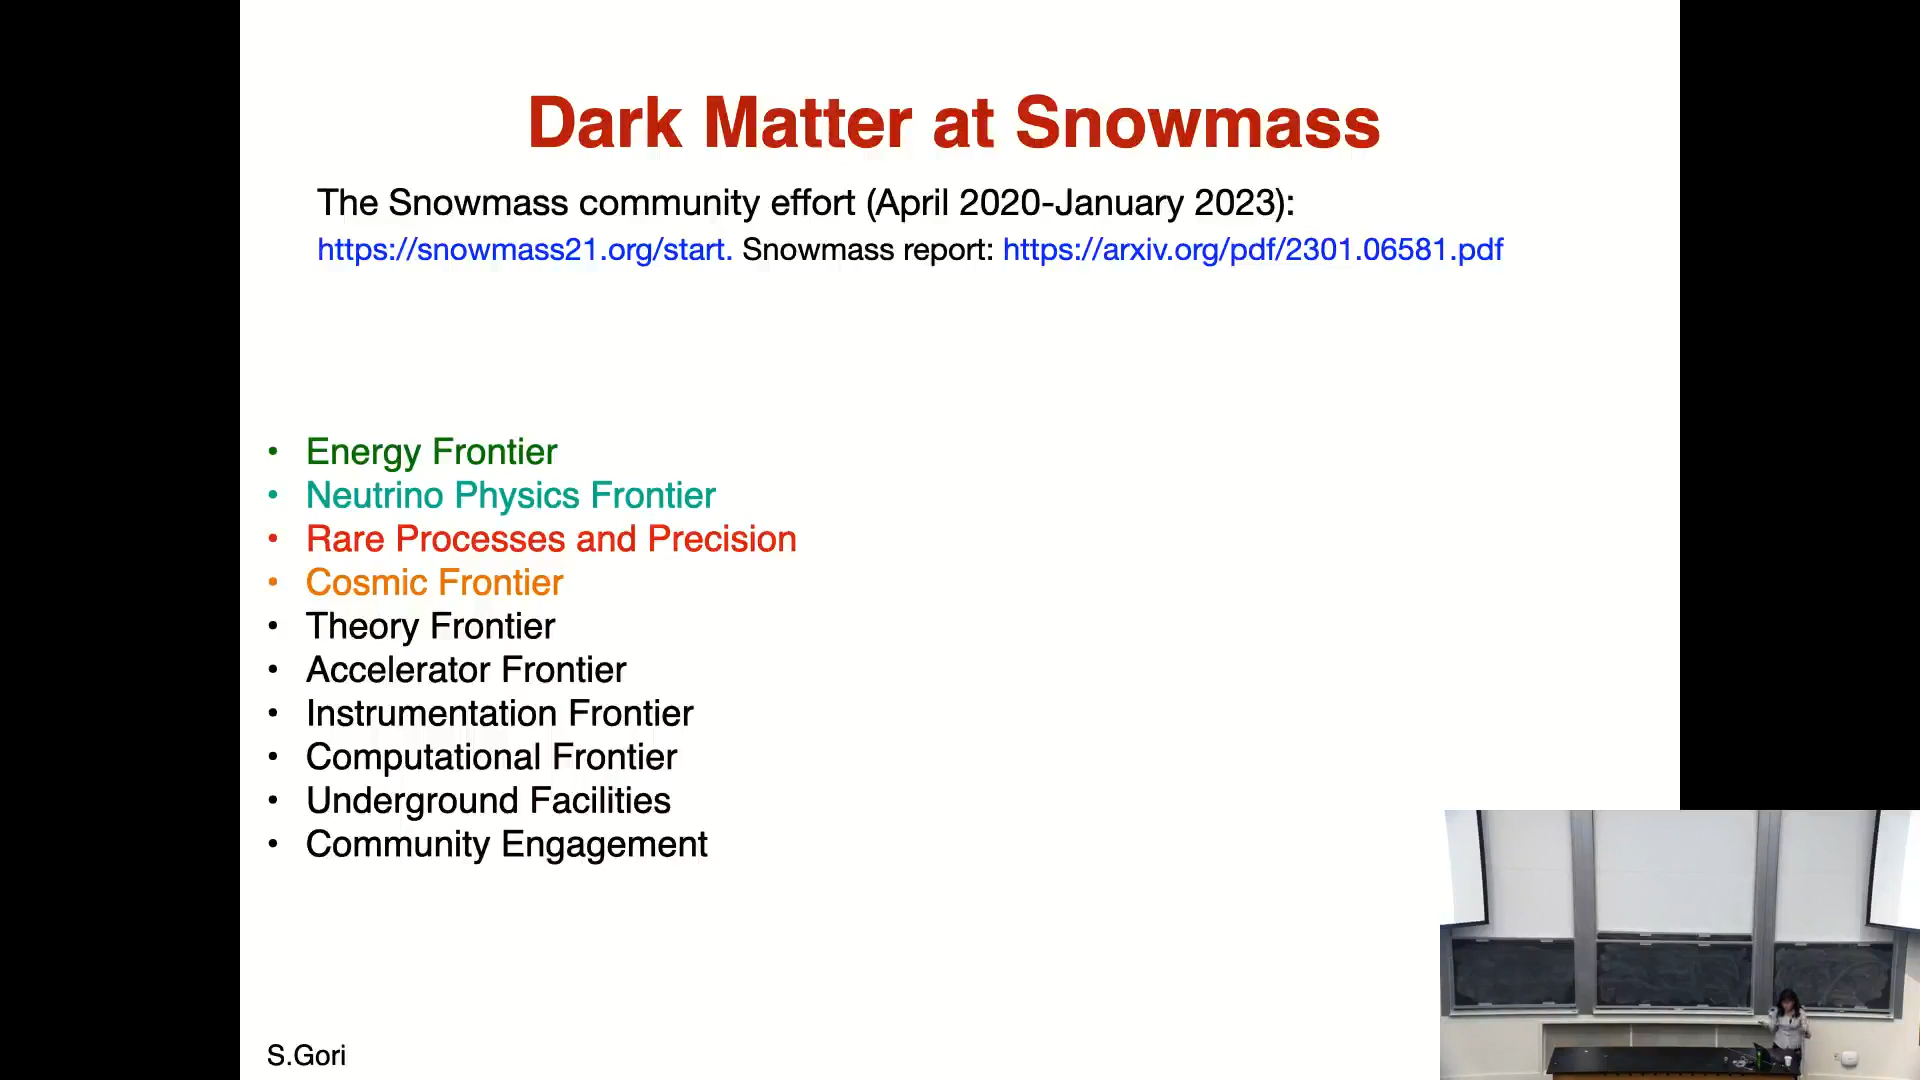 Dark Matter at Snowmass
The Snowmass community effort (April 2020-January 2023):
https://snowmass21.org/start. Snowmass report: https://arxiv.org/pdf/2301.06581.pdf
• Energy Frontier
• Neutrino Physics Frontier
• Rare Processes and Precision
• Cosmic Frontier
• Theory Frontier
• Accelerator Frontier
• Instrumentation Frontier
• Computational Frontier
• Underground Facilities
• Community Engagement
S.Gori